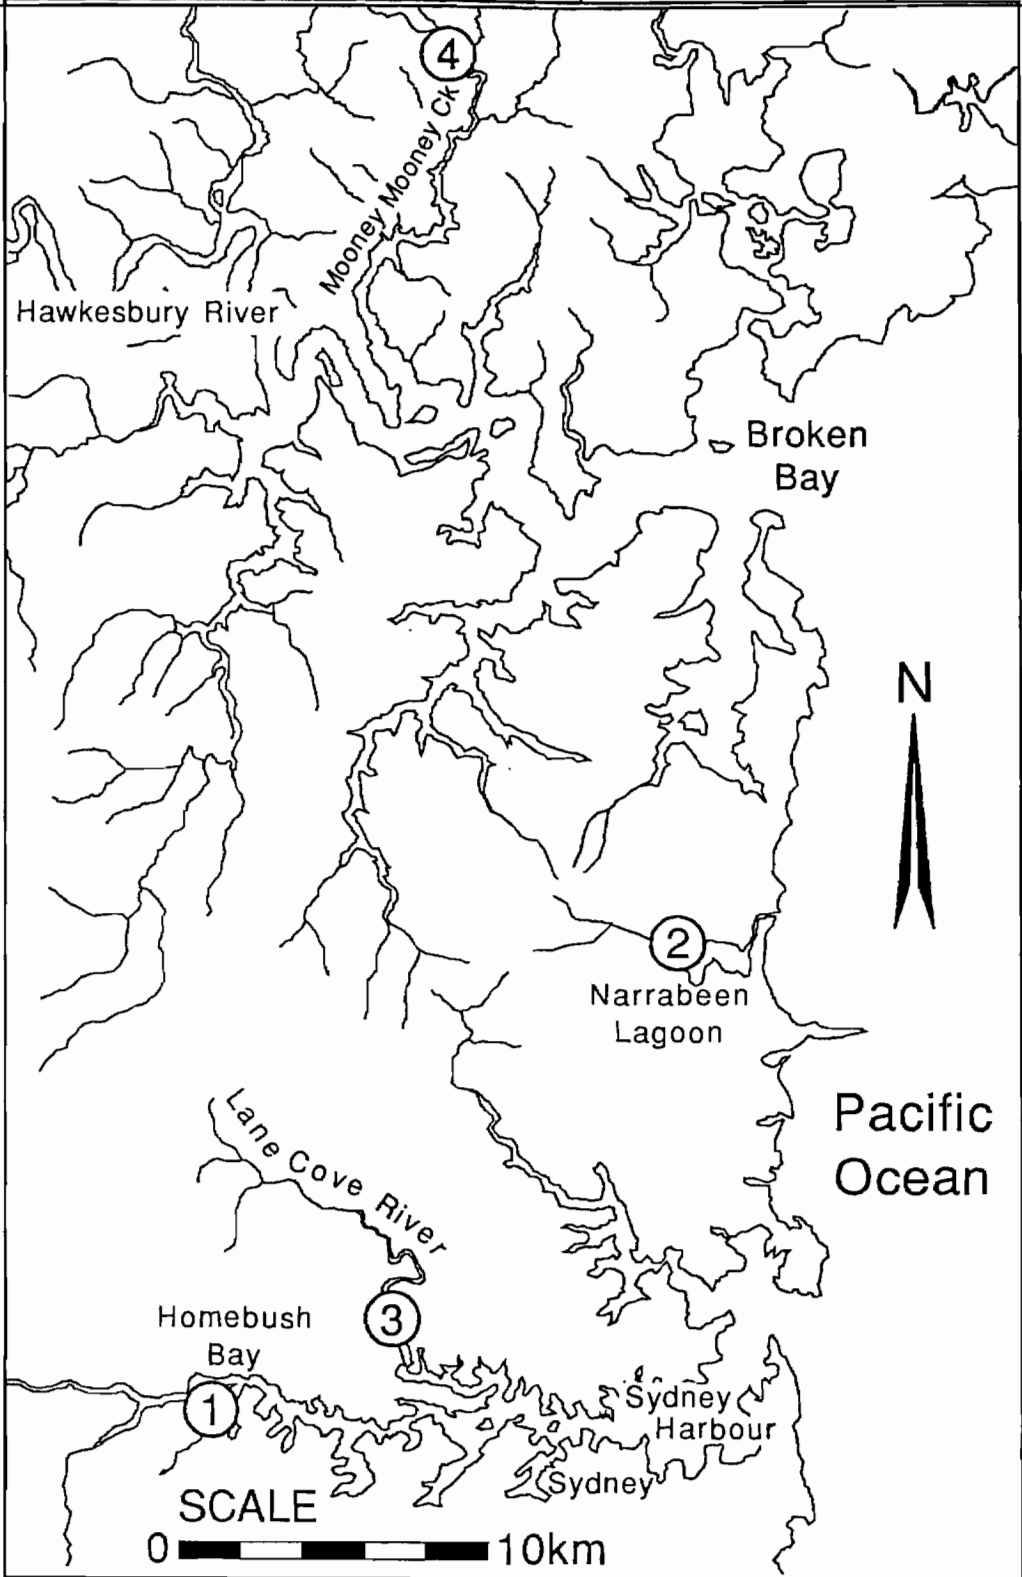 4
Mooney Mooney Ck
Hawkesbury River
Broken
Bay
N
2
Narrabeen
Lagoon
Pacific
Ocean
Lane Cove River
3
Homebush
Bay
1
Sydney
Harbour
Sydney
SCALE
0 10km